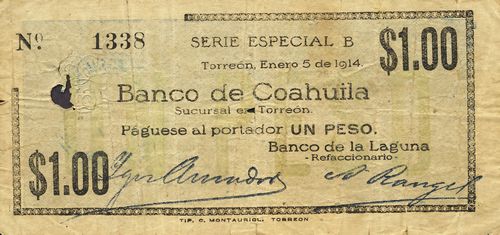 Nº 1338 SERIE ESPECIAL B $1.00
Torreón, Enero 5 de 1914.
Banco de Coahuila
Sucursal en Torreón.
Páguese al portador UN PESO.
Banco de la Laguna
- Refaccionario -
$1.00
A. Rangel
TIP. C. MONTAURIOL, TORREON